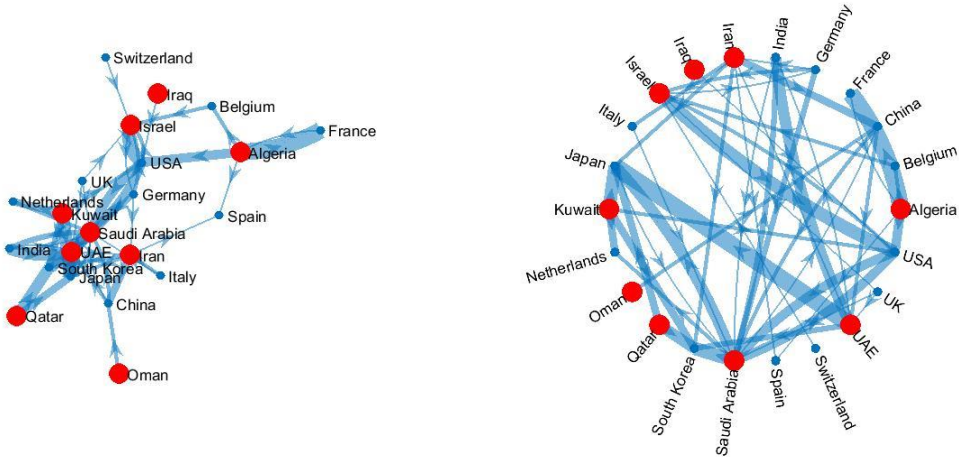 Switzerland
Iraq
Belgium
Israel
France
Algeria
USA
UK
Germany
Netherlands
Kuwait
Spain
Saudi Arabia
India
UAE
Iran
South Korea
Japan
Italy
China
Qatar
Oman
India
Germany
Iran
France
Iraq
China
Israel
Belgium
Italy
Algeria
Japan
USA
Kuwait
UK
Netherlands
UAE
Oman
Switzerland
Qatar
Spain
South Korea
Saudi Arabia